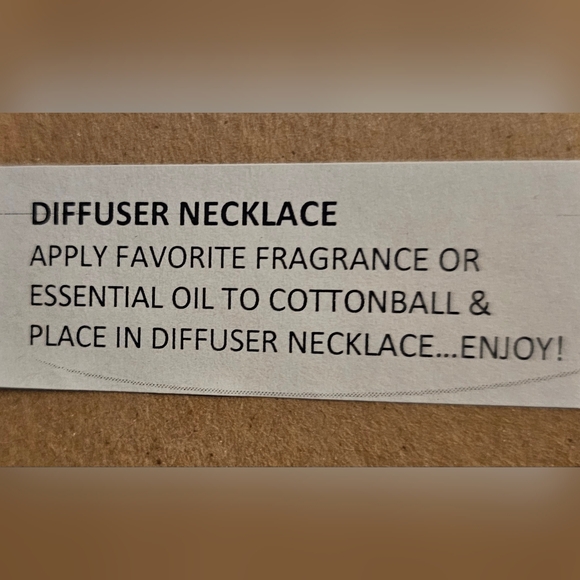 DIFFUSER NECKLACE
APPLY FAVORITE FRAGRANCE OR
ESSENTIAL OIL TO COTTONBALL &
PLACE IN DIFFUSER NECKLACE...ENJOY!